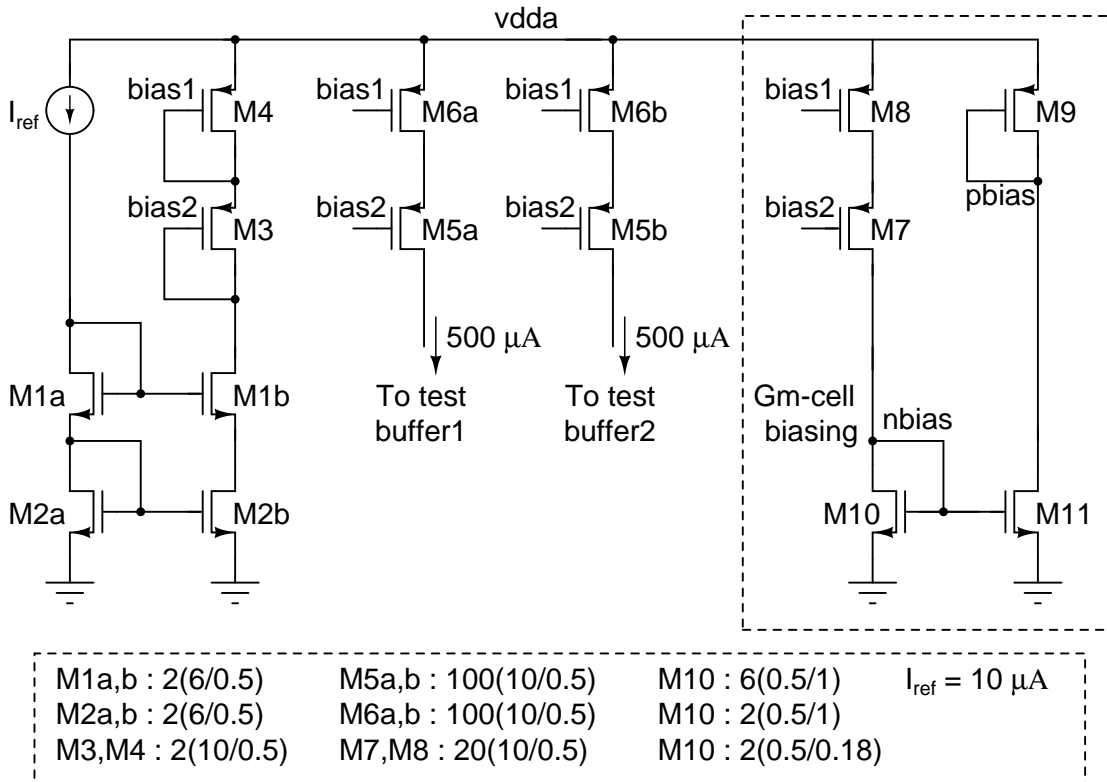 vdda
I_ref
bias1
M4
bias2
M3
bias1
M6a
bias2
M5a
bias1
M6b
bias2
M5b
bias1
M8
bias2
M7
M9
pbias
500 μA
To test
buffer1
500 μA
To test
buffer2
Gm-cell
biasing
nbias
M1a
M1b
M2a
M2b
M10
M11
M1a,b : 2(6/0.5) M5a,b : 100(10/0.5) M10 : 6(0.5/1) I_ref = 10 μA
M2a,b : 2(6/0.5) M6a,b : 100(10/0.5) M10 : 2(0.5/1)
M3,M4 : 2(10/0.5) M7,M8 : 20(10/0.5) M10 : 2(0.5/0.18)